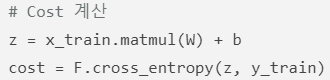 # Cost 계산
z = x_train.matmul(W) + b
cost = F.cross_entropy(z, y_train)